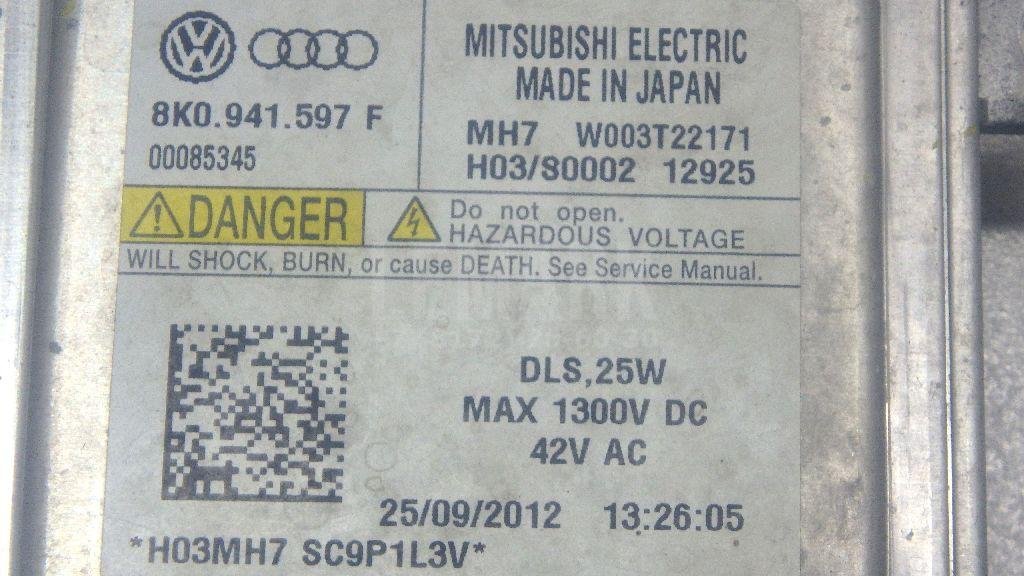 8K0.941.597 F
00085345
MITSUBISHI ELECTRIC
MADE IN JAPAN
MH7 W003T22171
H03/80002 12925
DANGER
Do not open.
HAZARDOUS VOLTAGE
WILL SHOCK, BURN, or cause DEATH. See Service Manual.
DLS,25W
MAX 1300V DC
42V AC
25/09/2012 13:26:05
*H03MH7 SC9P1L3V*